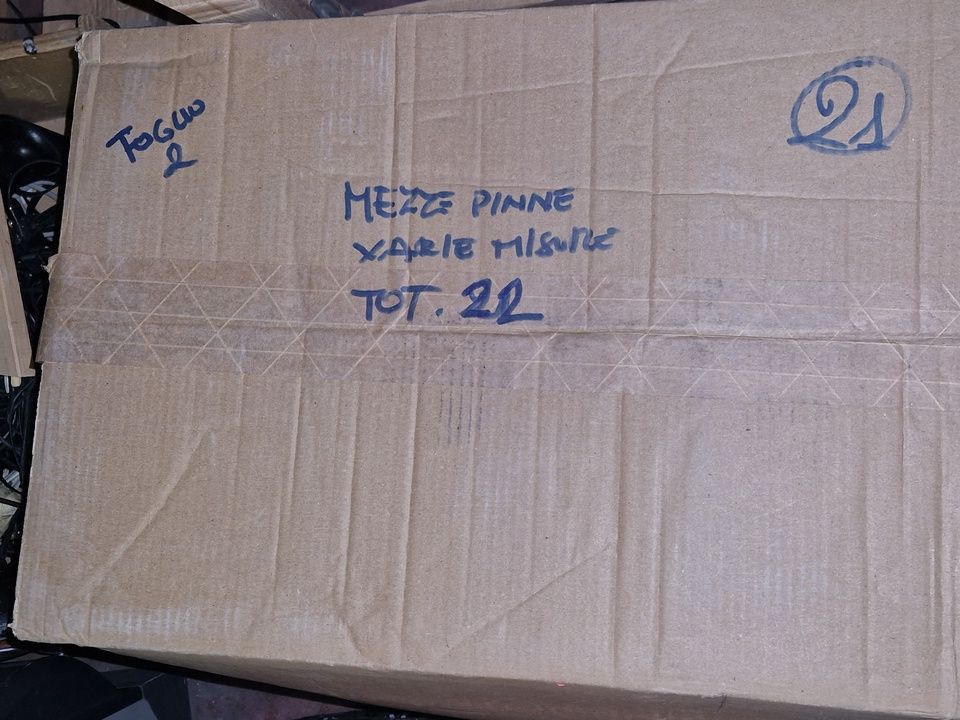 FOGLIO
2
21
MEZZE PINNE
VARIE MISURE
TOT. 22